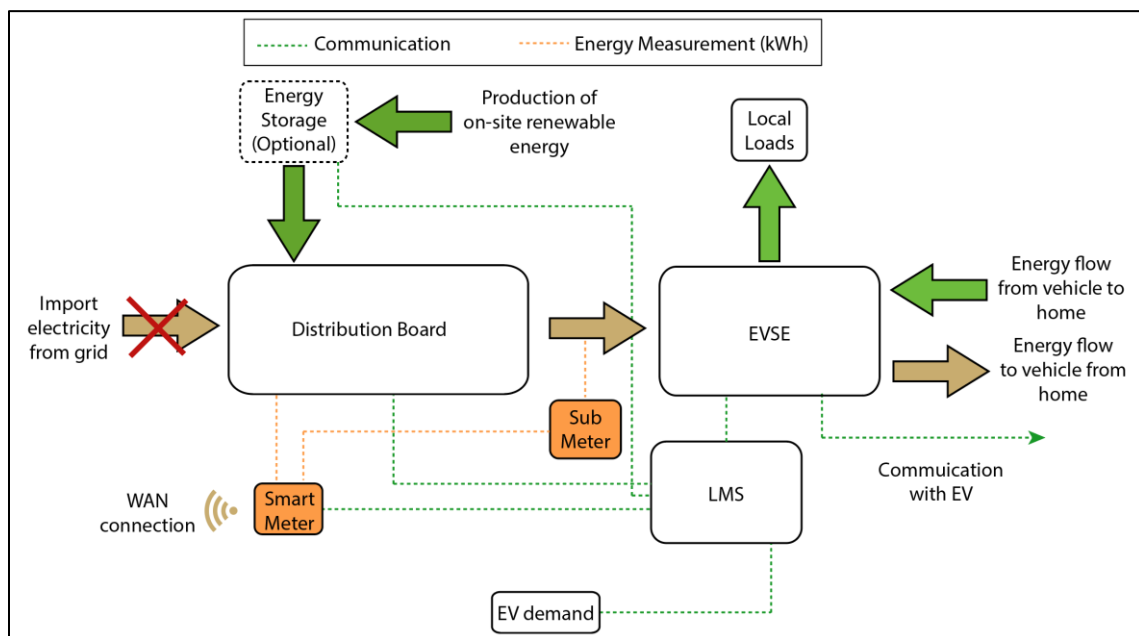 Communication
Energy Measurement (kWh)
Energy
Storage
(Optional)
Production of
on-site renewable
energy
Local
Loads
Import
electricity
from grid
Distribution Board
EVSE
Energy flow
from vehicle to
home
Energy flow
to vehicle from
home
Sub
Meter
WAN
connection
Smart
Meter
LMS
Commuication
with EV
EV demand